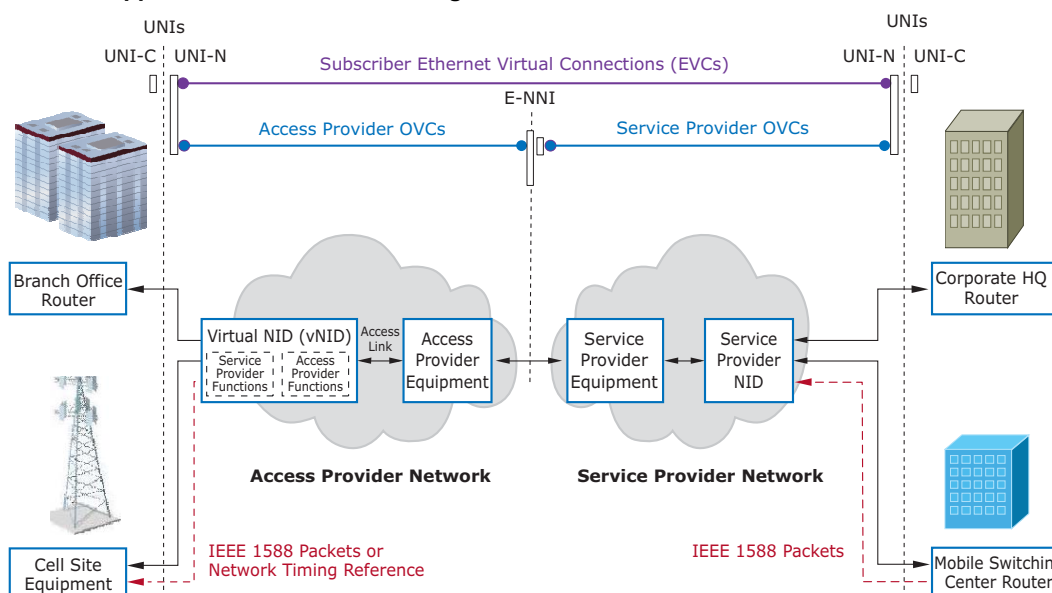 UNIs
UNIs
UNI-C
UNI-N
UNI-N
UNI-C
Subscriber Ethernet Virtual Connections (EVCs)
E-NNI
Access Provider OVCs
Service Provider OVCs
Branch Office
Router
Corporate HQ
Router
Virtual NID (vNID)
Service
Provider
Functions
Access
Provider
Functions
Access
Link
Access
Provider
Equipment
Service
Provider
Equipment
Service
Provider
NID
Access Provider Network
Service Provider Network
IEEE 1588 Packets or
Network Timing Reference
IEEE 1588 Packets
Cell Site
Equipment
Mobile Switchin
Center Router